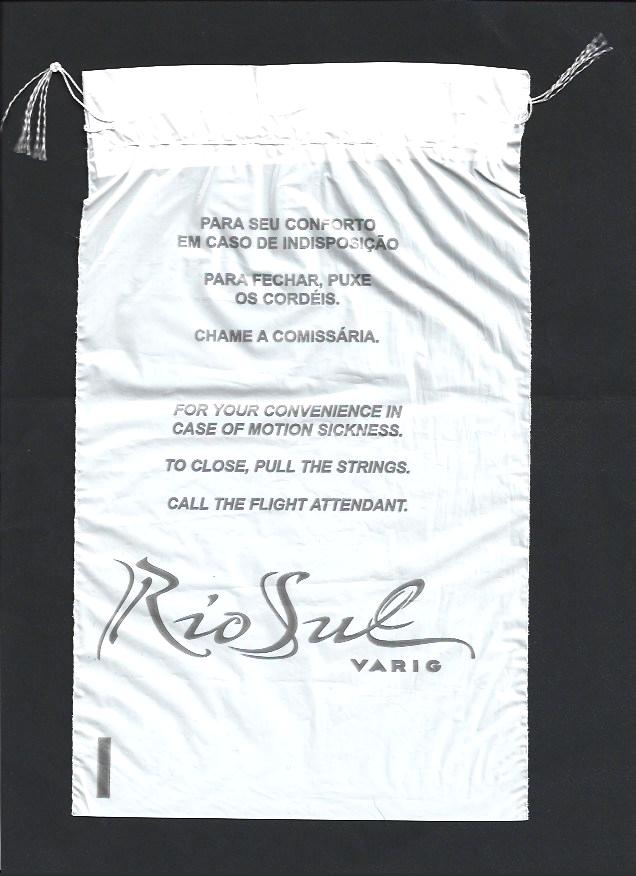 PARA SEU CONFORTO
EM CASO DE INDISPOSIÇÃO
PARA FECHAR, PUXE
OS CORDÉIS.
CHAME A COMISSÁRIA.
FOR YOUR CONVENIENCE IN
CASE OF MOTION SICKNESS.
TO CLOSE, PULL THE STRINGS.
CALL THE FLIGHT ATTENDANT.
Rio Sul
VARIG